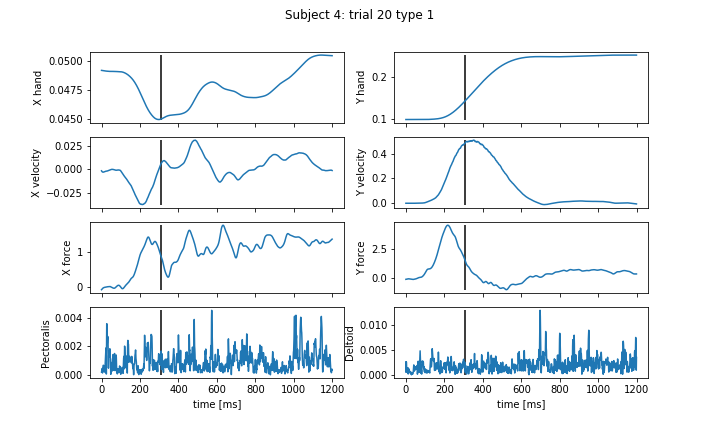 Subject 4: trial 20 type 1
X hand
0.0500
0.0475
0.0450
Y hand
0.2
0.1
X velocity
0.025
0.000
−0.025
Y velocity
0.4
0.2
0.0
X force
1
0
Y force
2.5
0.0
Pectoralis
0.004
0.002
0.000
0 200 400 600 800 1000 1200
time [ms]
Deltoid
0.010
0.005
0.000
0 200 400 600 800 1000 1200
time [ms]